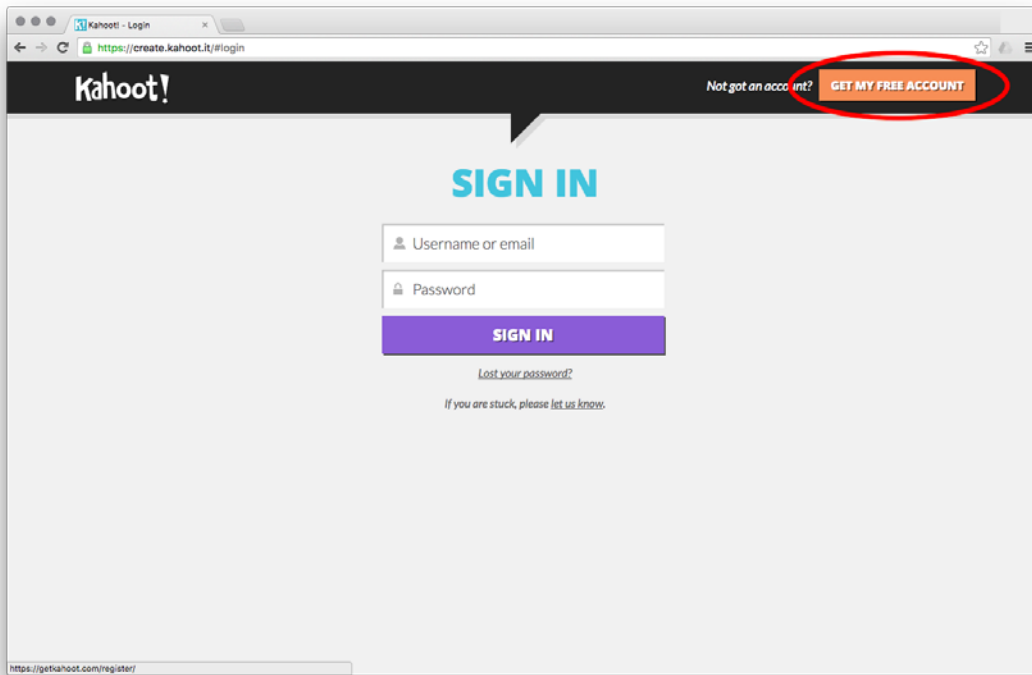 Kahoot! - Login
https://create.kahoot.it/#login
Kahoot!
Not got an account?
GET MY FREE ACCOUNT
SIGN IN
Username or email
Password
SIGN IN
Lost your password?
If you are stuck, please let us know.
https://getkahoot.com/register/